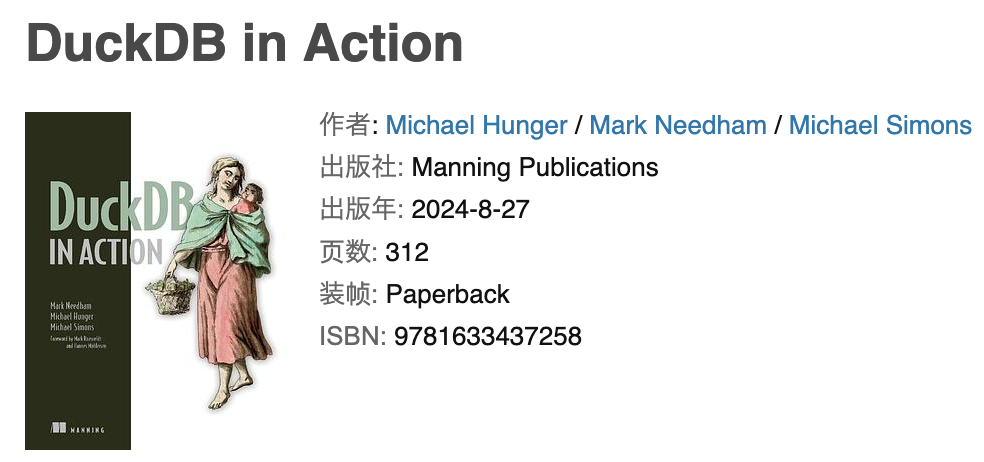 DuckDB in Action
DuckDB
IN ACTION
Mark Needham
Michael Hunger
Michael Simons
Foreword by Mark Raasveldt
and Hannes Mühleisen
MANNING
作者: Michael Hunger / Mark Needham / Michael Simons
出版社: Manning Publications
出版年: 2024-8-27
页数: 312
装帧: Paperback
ISBN: 9781633437258